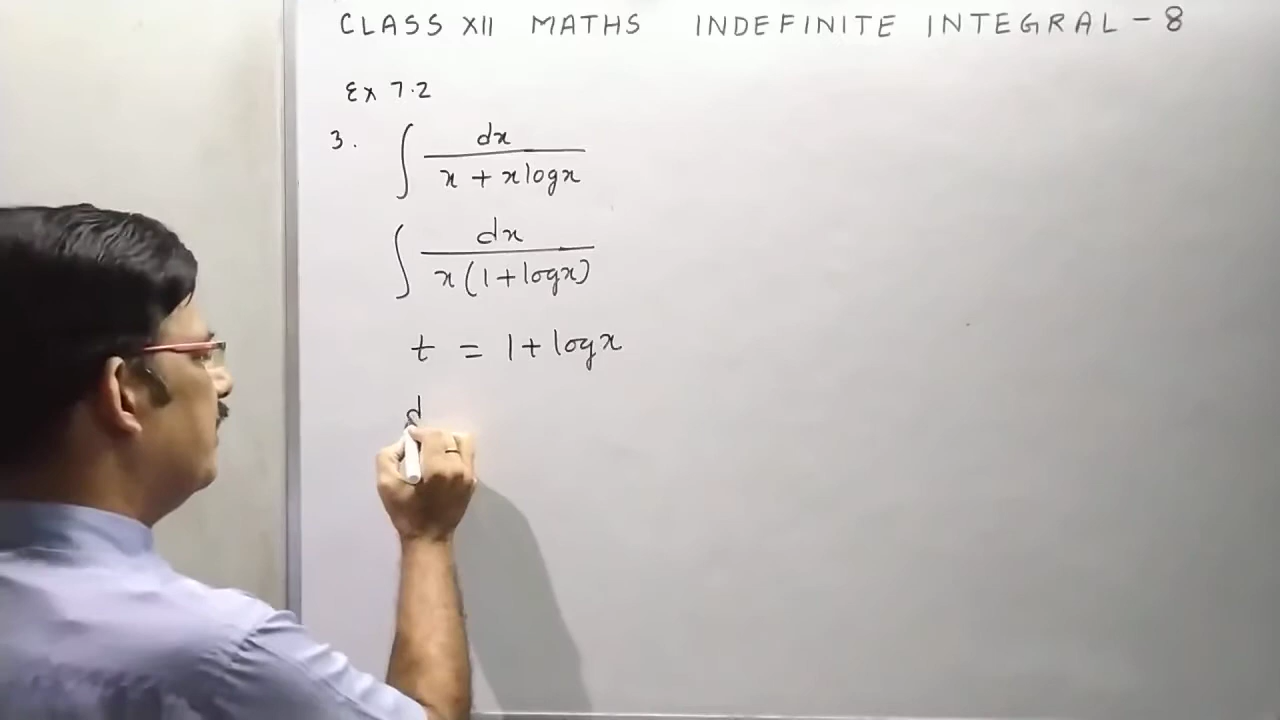 CLASS XII MATHS INDEFINITE INTEGRAL - 8
Ex 7.2
3. ∫ dx / (x + x log x)
∫ dx / (x(1 + log x))
t = 1 + log x
d